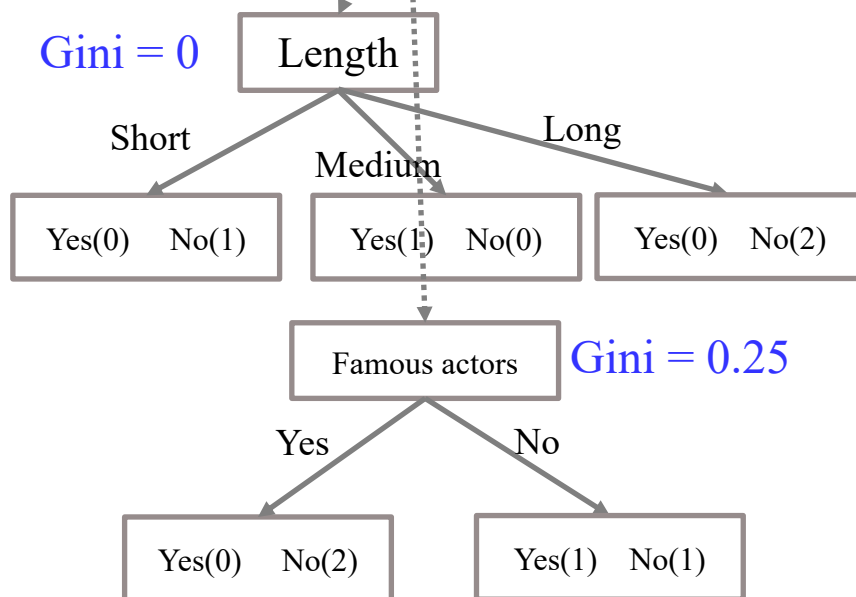 Gini = 0
Length
Short
Medium
Long
Yes(0) No(1)
Yes(1) No(0)
Yes(0) No(2)
Famous actors
Gini = 0.25
Yes
No
Yes(0) No(2)
Yes(1) No(1)